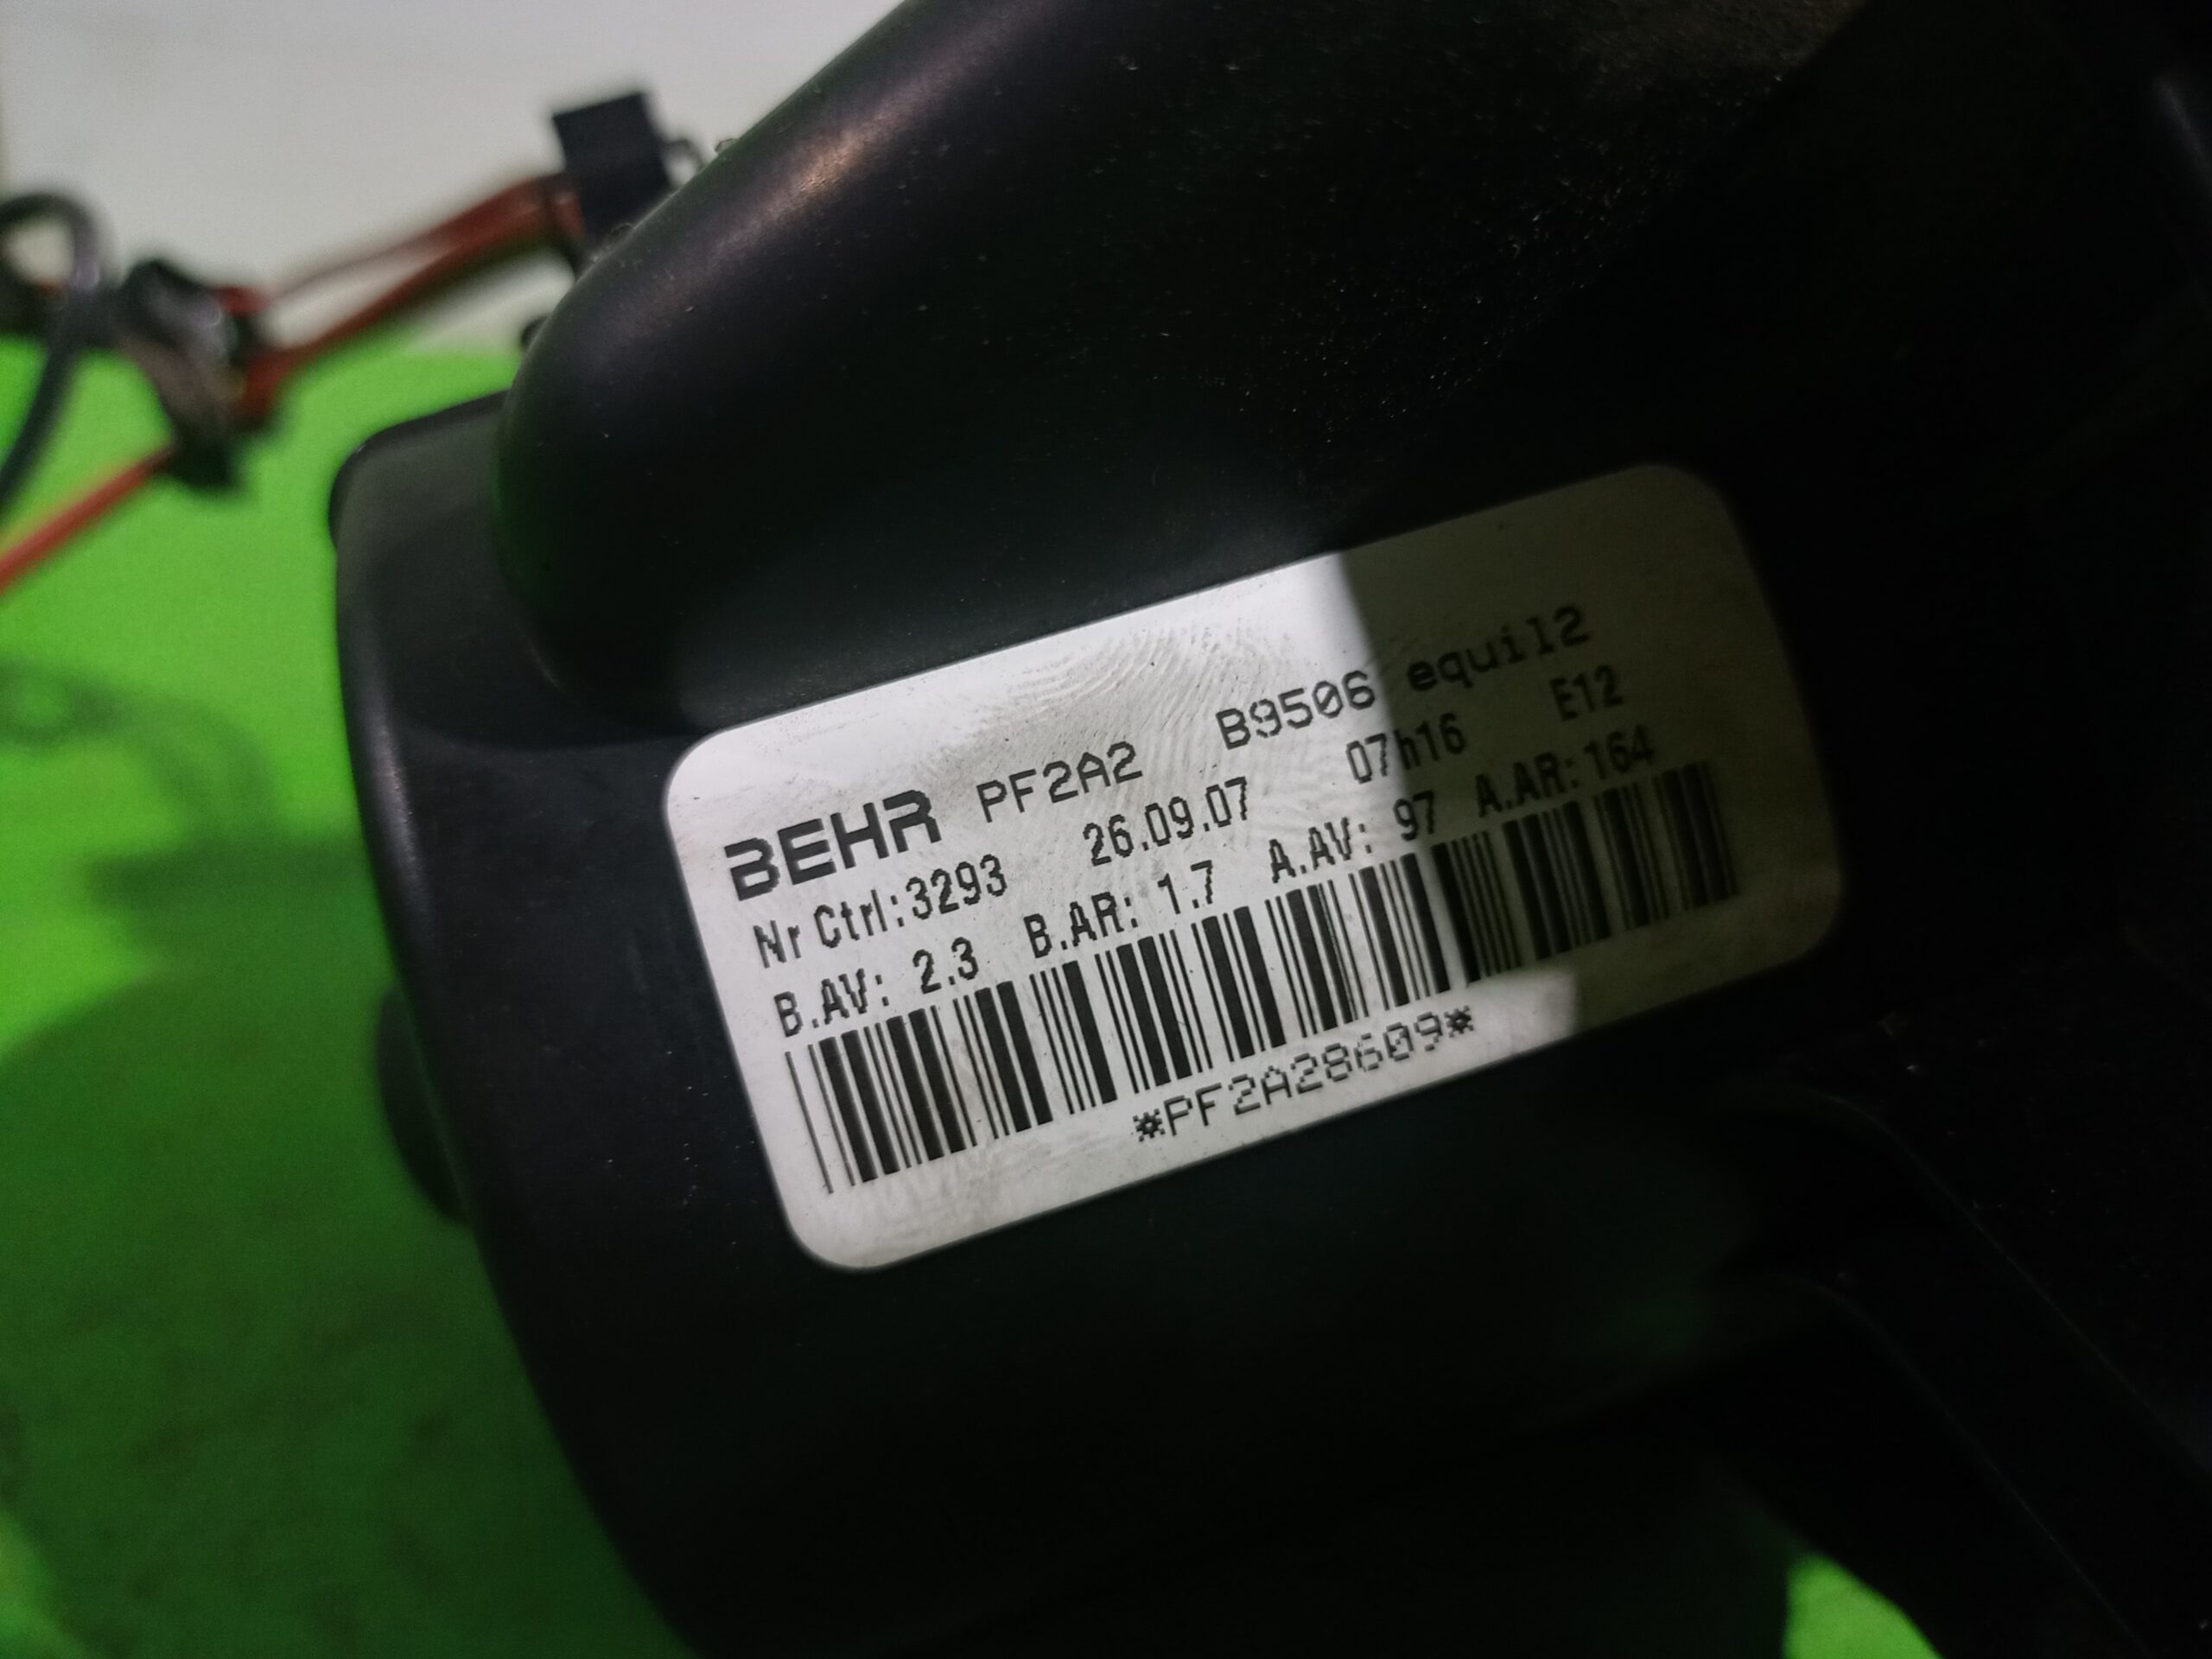 BEHR PF2A2 B9506 equil2
Nr Ctrl:3293 26.09.07 07h16 E12
B.AV: 2.3 B.AR: 1.7 A.AV: 97 A.AR:164
*PF2A28609*